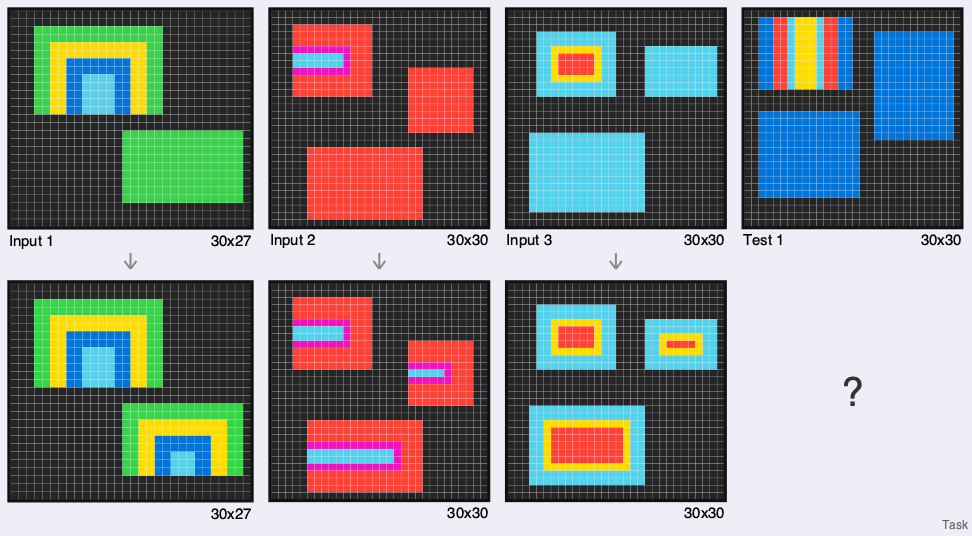 Input 1 30x27
Input 2 30x30
Input 3 30x30
Test 1 30x30
?
30x27
30x30
30x30
Task